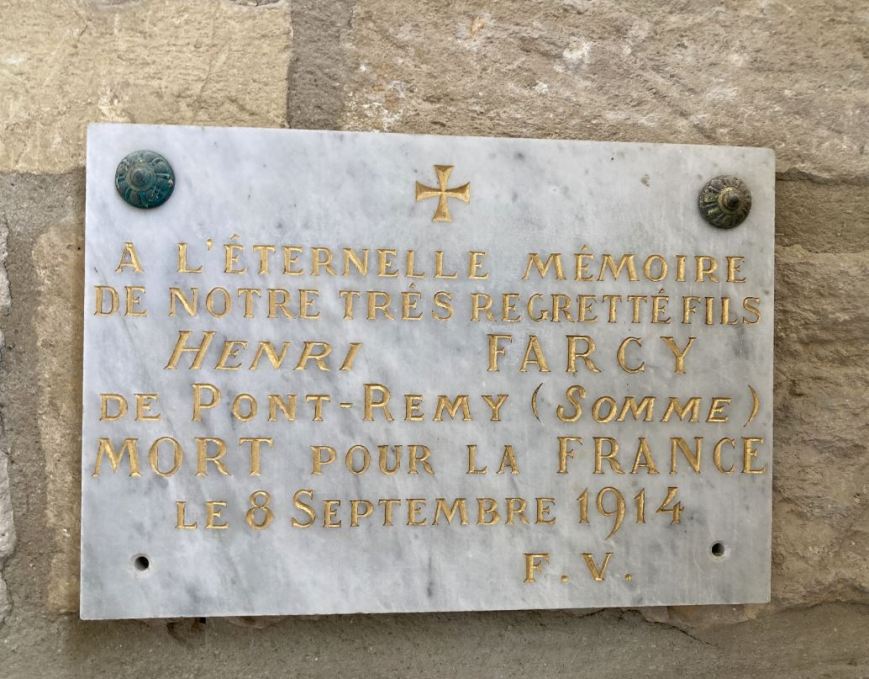 A L'ÉTERNELLE MÉMOIRE
DE NOTRE TRÉS REGRETTÉ FILS
HENRI FARCY
DE PONT-REMY (SOMME)
MORT POUR LA FRANCE
LE 8 SEPTEMBRE 1914
F.V.